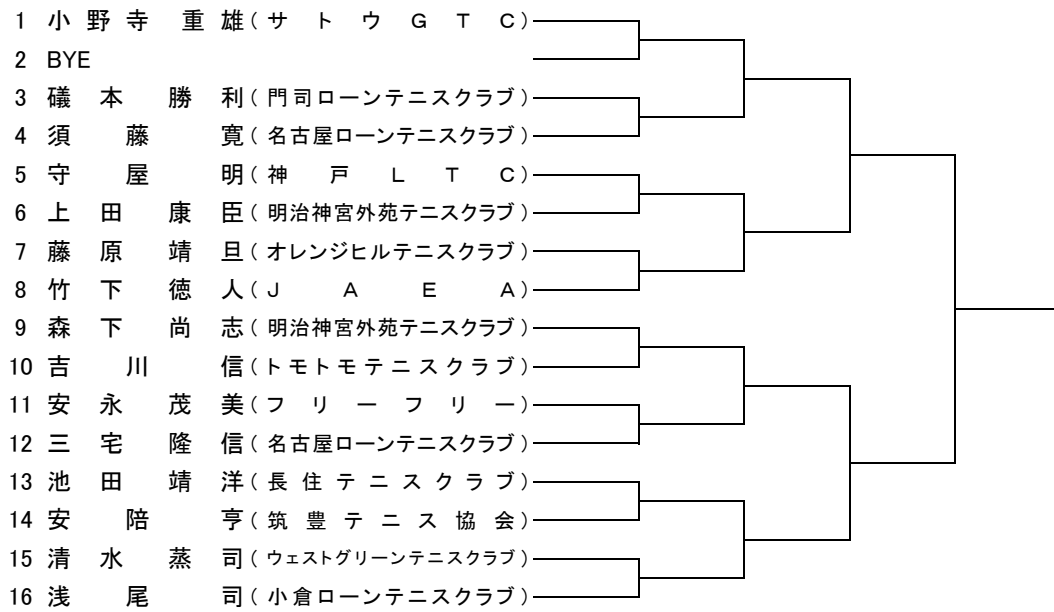 1 小野寺 重雄(サトウGTC)
2 BYE
3 礒本 勝利(門司ローンテニスクラブ)
4 須藤 寛(名古屋ローンテニスクラブ)
5 守屋 明(神戸LTC)
6 上田 康臣(明治神宮外苑テニスクラブ)
7 藤原 靖旦(オレンジヒルテニスクラブ)
8 竹下 徳人(JAEA)
9 森下 尚志(明治神宮外苑テニスクラブ)
10 吉川 信(トモトモテニスクラブ)
11 安永 茂美(フリーフリー)
12 三宅 隆信(名古屋ローンテニスクラブ)
13 池田 靖洋(長住テニスクラブ)
14 安陪 亨(筑豊テニス協会)
15 清水 蒸司(ウェストグリーンテニスクラブ)
16 浅尾 司(小倉ローンテニスクラブ)